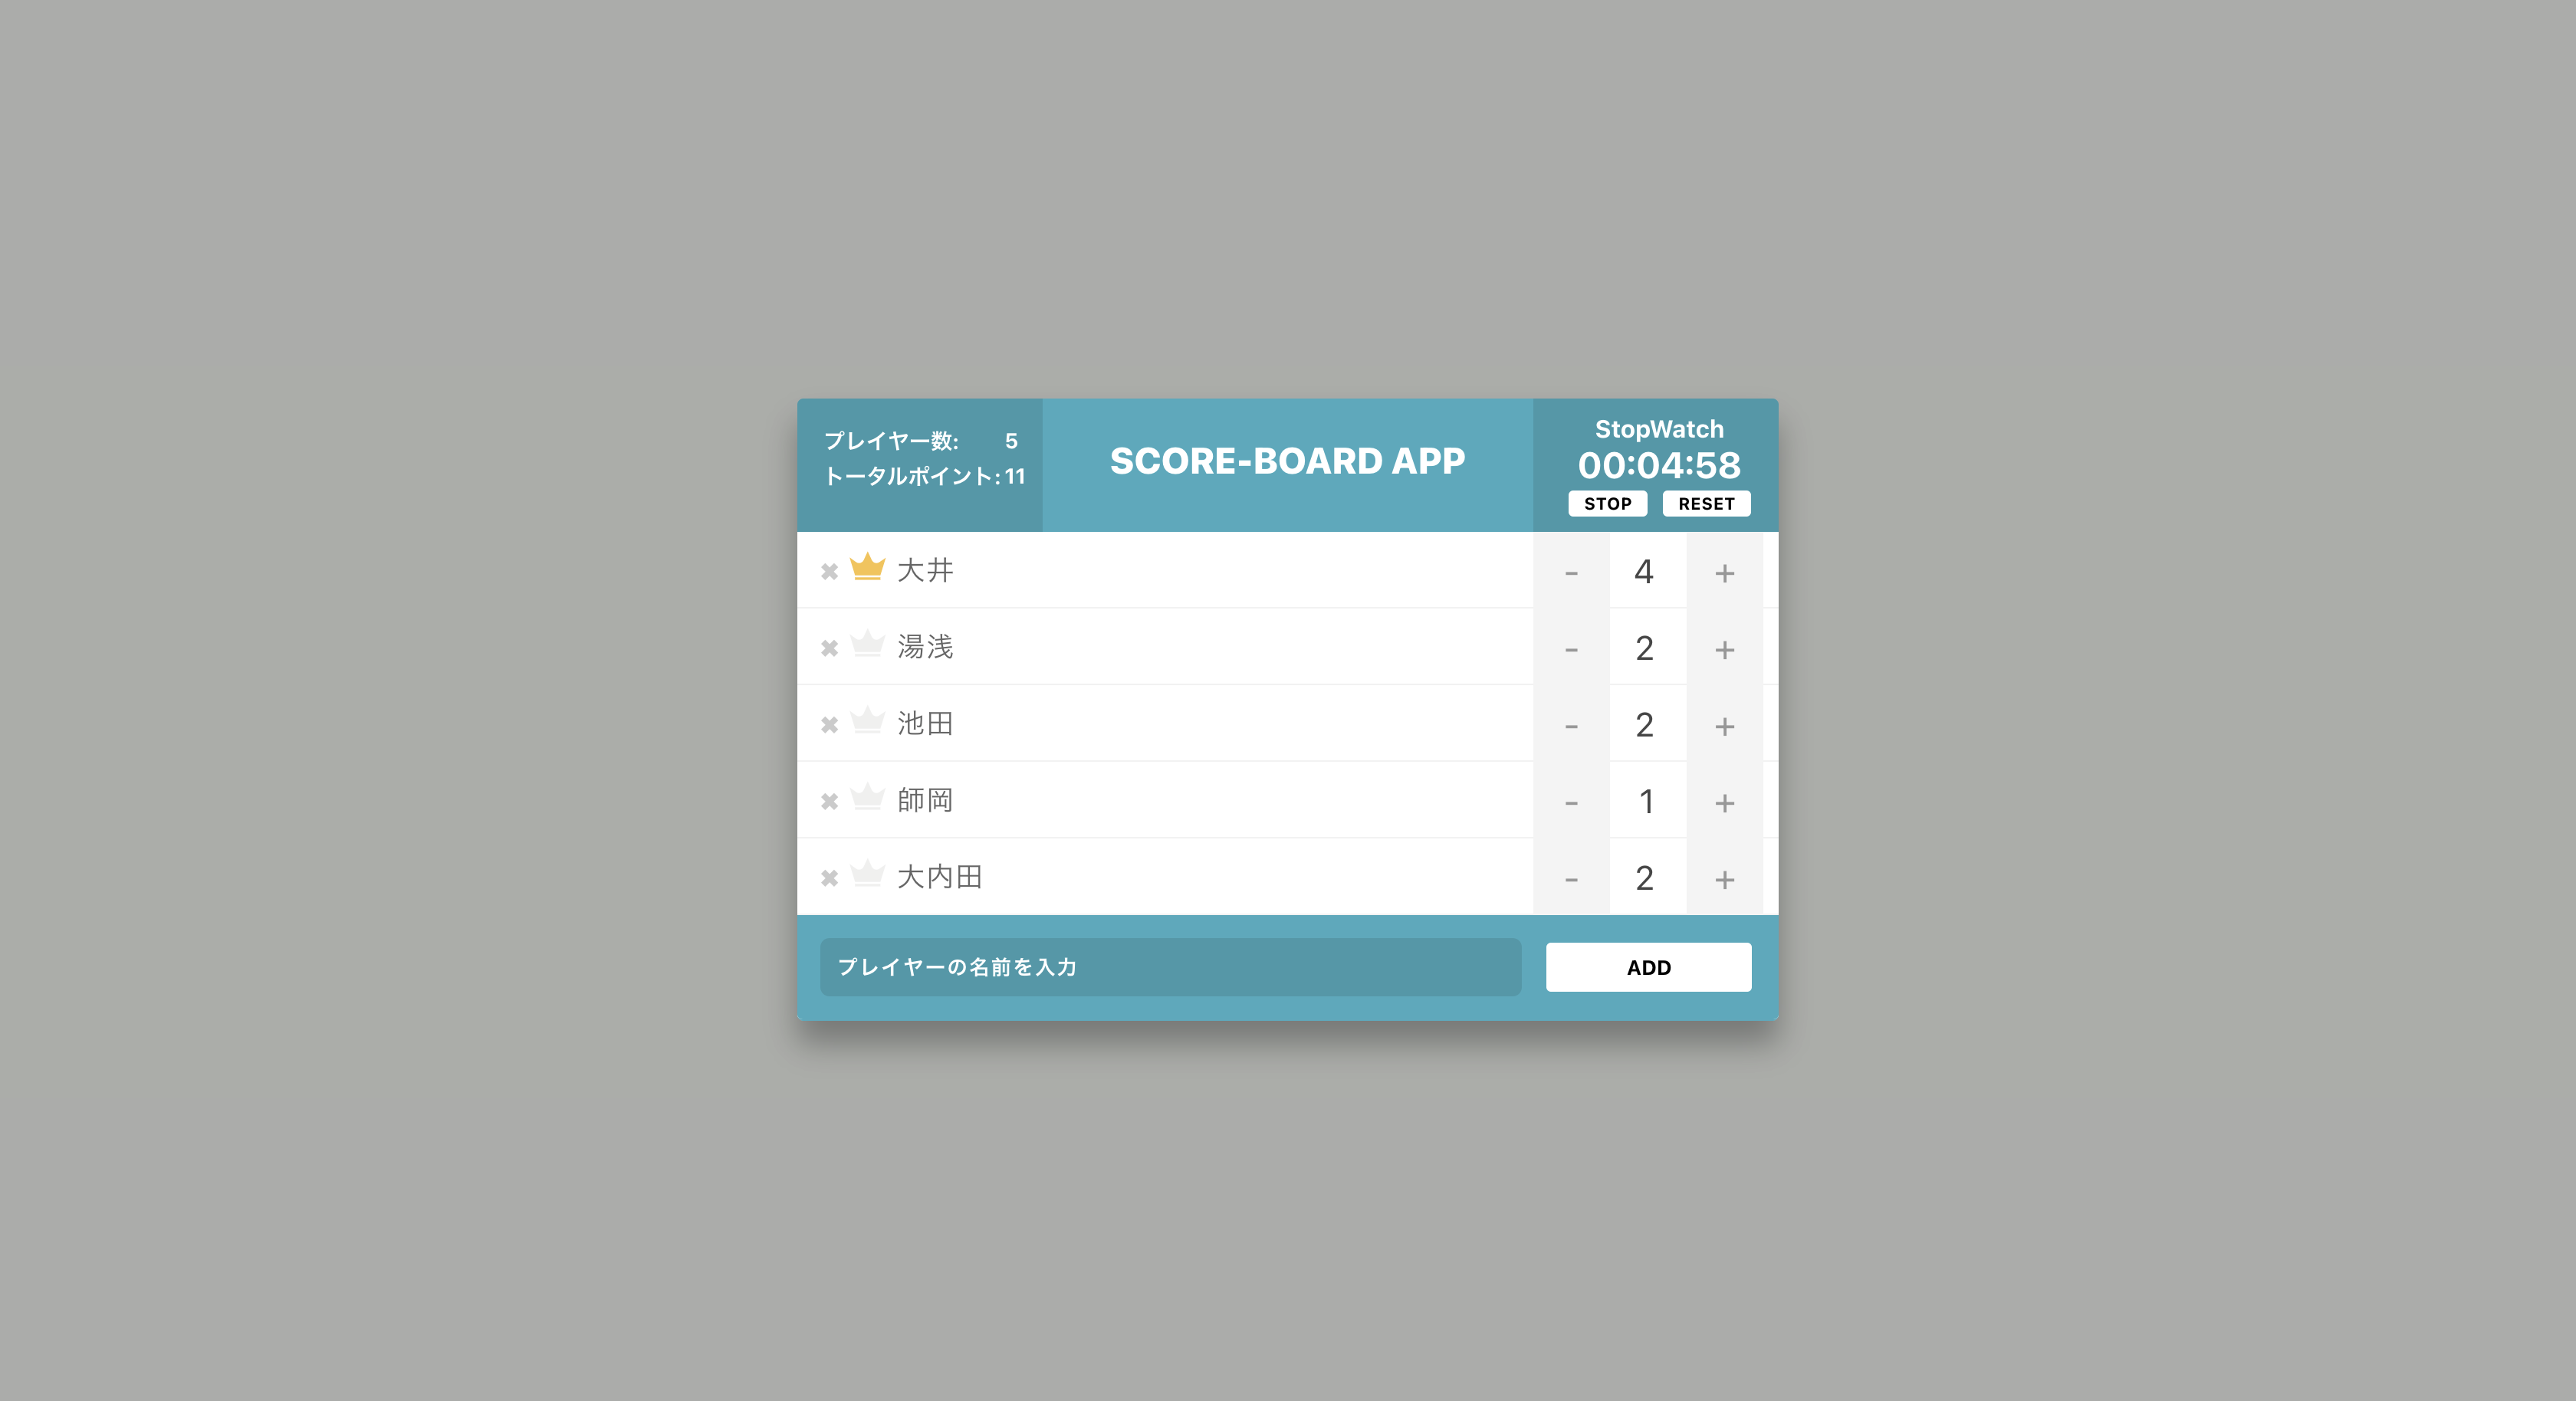 プレイヤー数: 5
トータルポイント: 11
SCORE-BOARD APP
StopWatch
00:04:58
STOP RESET
✖ 大井 - 4 +
✖ 湯浅 - 2 +
✖ 池田 - 2 +
✖ 師岡 - 1 +
✖ 大内田 - 2 +
プレイヤーの名前を入力 ADD